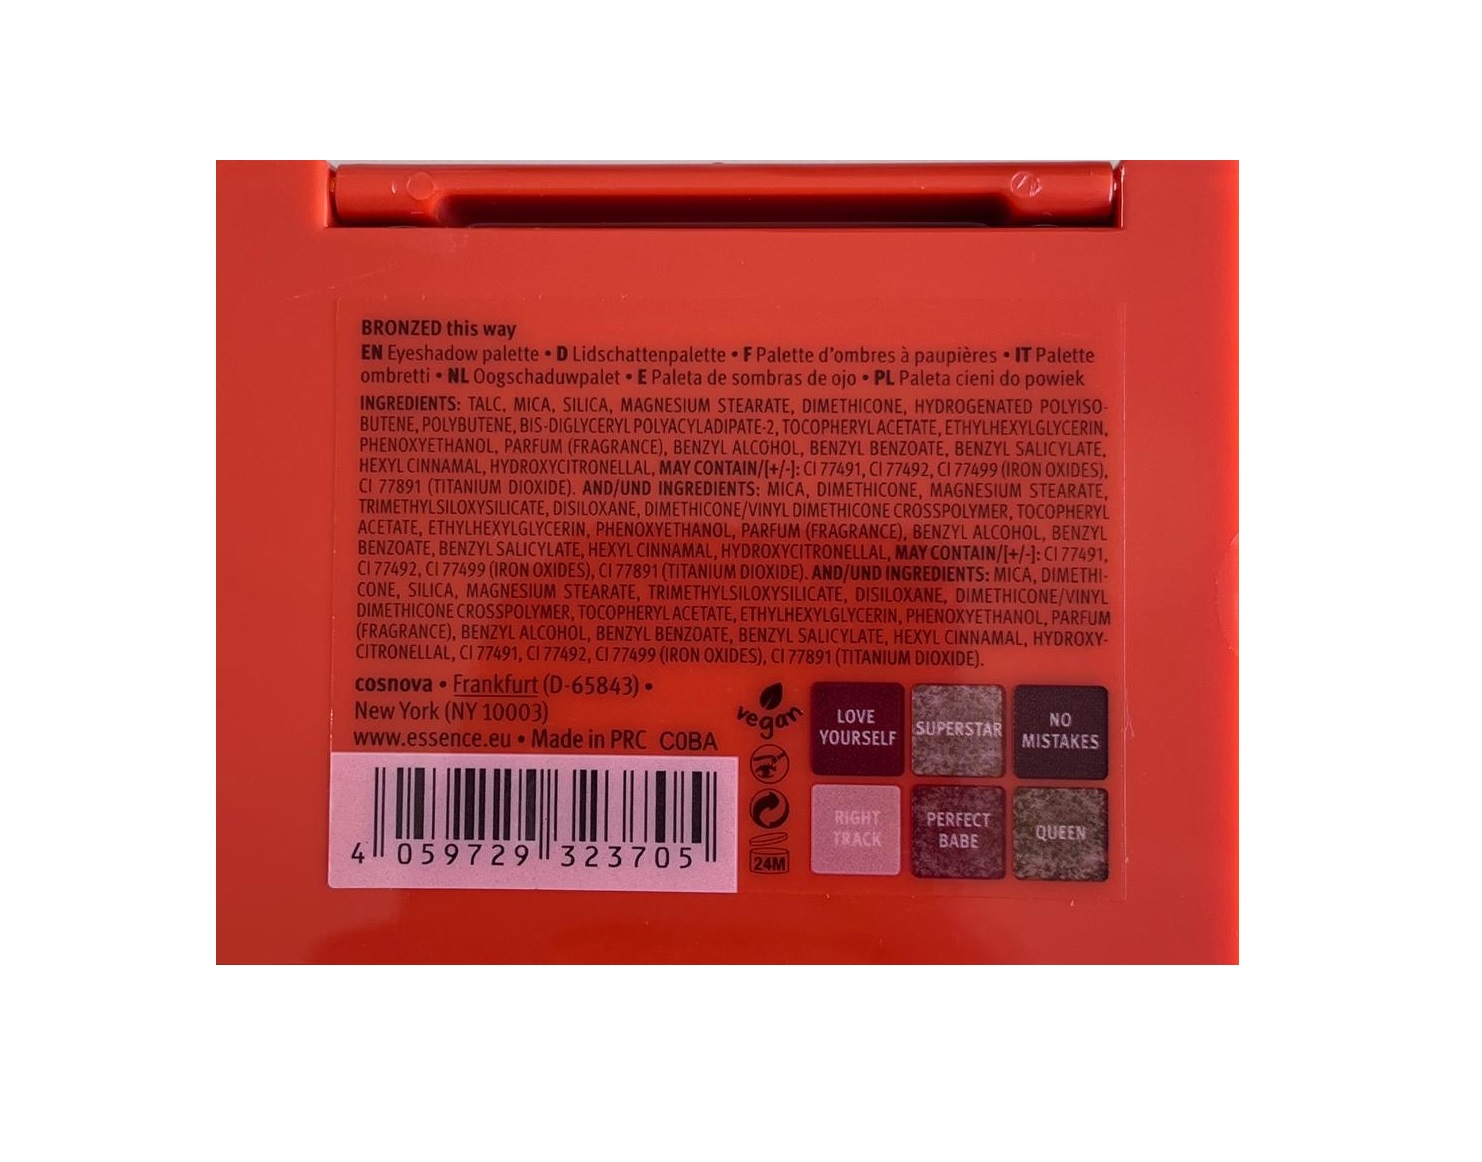 BRONZED this way
EN Eyeshadow palette • D Lidschattenpalette • F Palette d'ombres à paupières • IT Palette
ombretti • NL Oogschaduwpalet • E Paleta de sombras de ojo • PL Paleta cieni do powiek
INGREDIENTS: TALC, MICA, SILICA, MAGNESIUM STEARATE, DIMETHICONE, HYDROGENATED POLYISO-
BUTENE, POLYBUTENE, BIS-DIGLYCERYL POLYACYLADIPATE-2, TOCOPHERYL ACETATE, ETHYLHEXYLGLYCERIN,
PHENOXYETHANOL, PARFUM (FRAGRANCE), BENZYL ALCOHOL, BENZYL BENZOATE, BENZYL SALICYLATE,
HEXYL CINNAMAL, HYDROXYCITRONELLAL, MAY CONTAIN/[+/-]: CI 77491, CI 77492, CI 77499 (IRON OXIDES),
CI 77891 (TITANIUM DIOXIDE). AND/UND INGREDIENTS: MICA, DIMETHICONE, MAGNESIUM STEARATE,
TRIMETHYLSILOXYSILICATE, DISILOXANE, DIMETHICONE/VINYL DIMETHICONE CROSSPOLYMER, TOCOPHERYL
ACETATE, ETHYLHEXYLGLYCERIN, PHENOXYETHANOL, PARFUM (FRAGRANCE), BENZYL ALCOHOL, BENZYL
BENZOATE, BENZYL SALICYLATE, HEXYL CINNAMAL, HYDROXYCITRONELLAL, MAY CONTAIN/[+/-]: CI 77491,
CI 77492, CI 77499 (IRON OXIDES), CI 77891 (TITANIUM DIOXIDE). AND/UND INGREDIENTS: MICA, DIMETHI-
CONE, SILICA, MAGNESIUM STEARATE, TRIMETHYLSILOXYSILICATE, DISILOXANE, DIMETHICONE/VINYL
DIMETHICONE CROSSPOLYMER, TOCOPHERYL ACETATE, ETHYLHEXYLGLYCERIN, PHENOXYETHANOL, PARFUM
(FRAGRANCE), BENZYL ALCOHOL, BENZYL BENZOATE, BENZYL SALICYLATE, HEXYL CINNAMAL, HYDROXY-
CITRONELLAL, CI 77491, CI 77492, CI 77499 (IRON OXIDES), CI 77891 (TITANIUM DIOXIDE).
cosnova • Frankfurt (D-65843) •
New York (NY 10003)
www.essence.eu • Made in PRC C0BA
4 059729 323705
vegan
24M
LOVE YOURSELF
SUPERSTAR
NO MISTAKES
RIGHT TRACK
PERFECT BABE
QUEEN